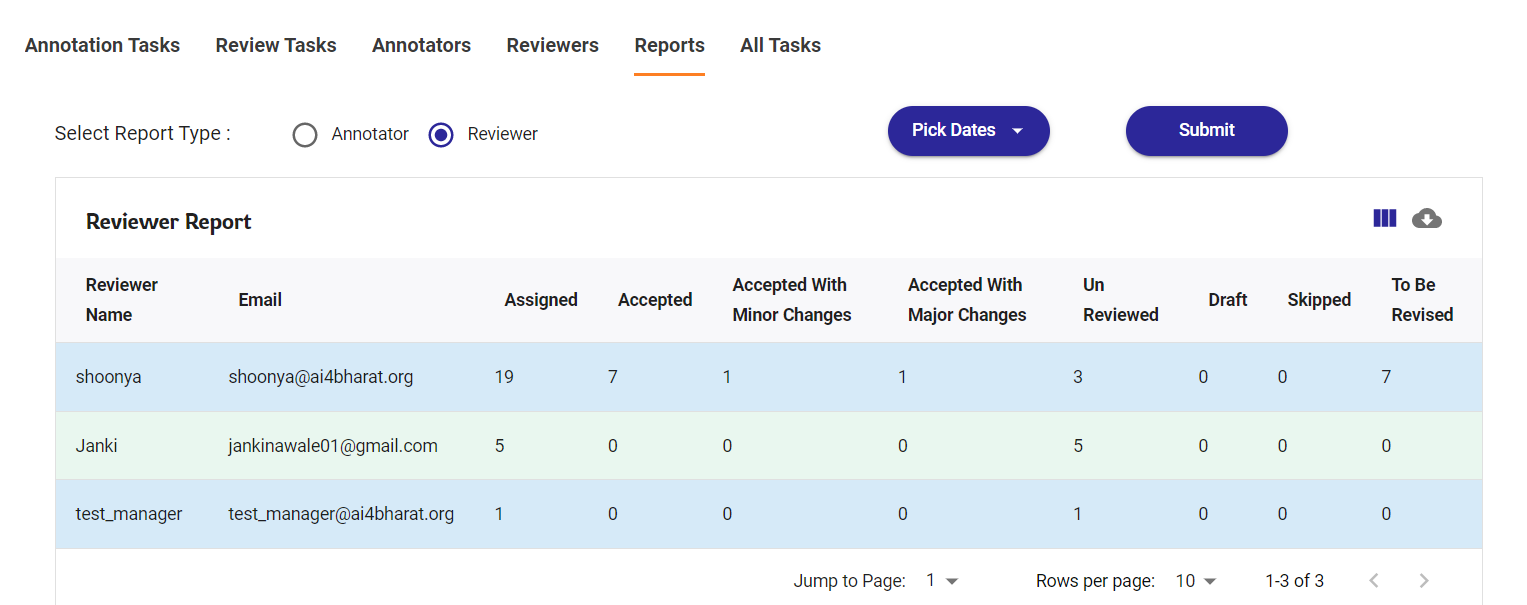 Annotation Tasks Review Tasks Annotators Reviewers Reports All Tasks
Select Report Type : Annotator Reviewer Pick Dates Submit
Reviewer Report
Reviewer Name Email Assigned Accepted Accepted With Minor Changes Accepted With Major Changes Un Reviewed Draft Skipped To Be Revised
shoonya shoonya@ai4bharat.org 19 7 1 1 3 0 0 7
Janki jankinawale01@gmail.com 5 0 0 0 5 0 0 0
test_manager test_manager@ai4bharat.org 1 0 0 0 1 0 0 0
Jump to Page: 1 Rows per page: 10 1-3 of 3